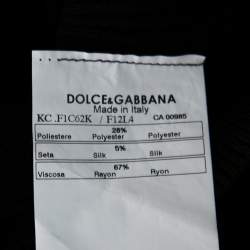 DOLCE&GABBANA
Made in Italy
KC .F1C62K / F12L4 CA 00985
28%
Poliestere Polyester Polyester
5%
Seta Silk Silk
67%
Viscosa Rayon Rayon